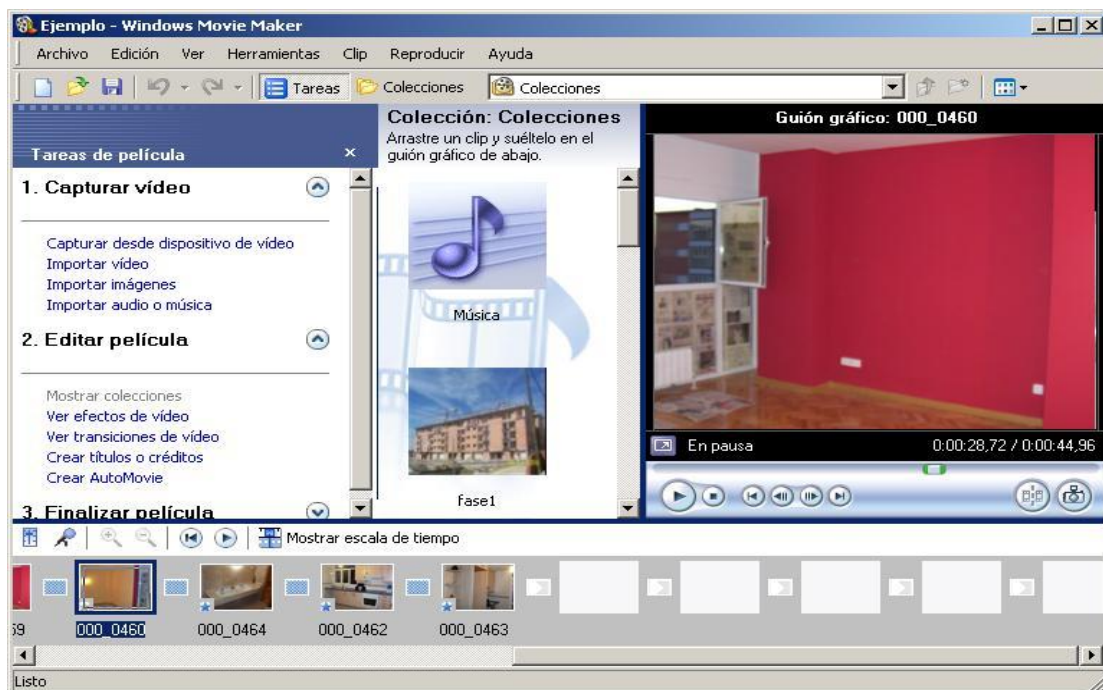 Ejemplo - Windows Movie Maker
Archivo Edición Ver Herramientas Clip Reproducir Ayuda
Tareas Colecciones Colecciones
Tareas de película
1. Capturar vídeo
Capturar desde dispositivo de vídeo
Importar vídeo
Importar imágenes
Importar audio o música
2. Editar película
Mostrar colecciones
Ver efectos de vídeo
Ver transiciones de vídeo
Crear títulos o créditos
Crear AutoMovie
3. Finalizar película
Colección: Colecciones
Arrastre un clip y suéltelo en el
guión gráfico de abajo.
Música
fase1
Guión gráfico: 000_0460
En pausa 0:00:28,72 / 0:00:44,96
Mostrar escala de tiempo
59 000_0460 000_0464 000_0462 000_0463
Listo